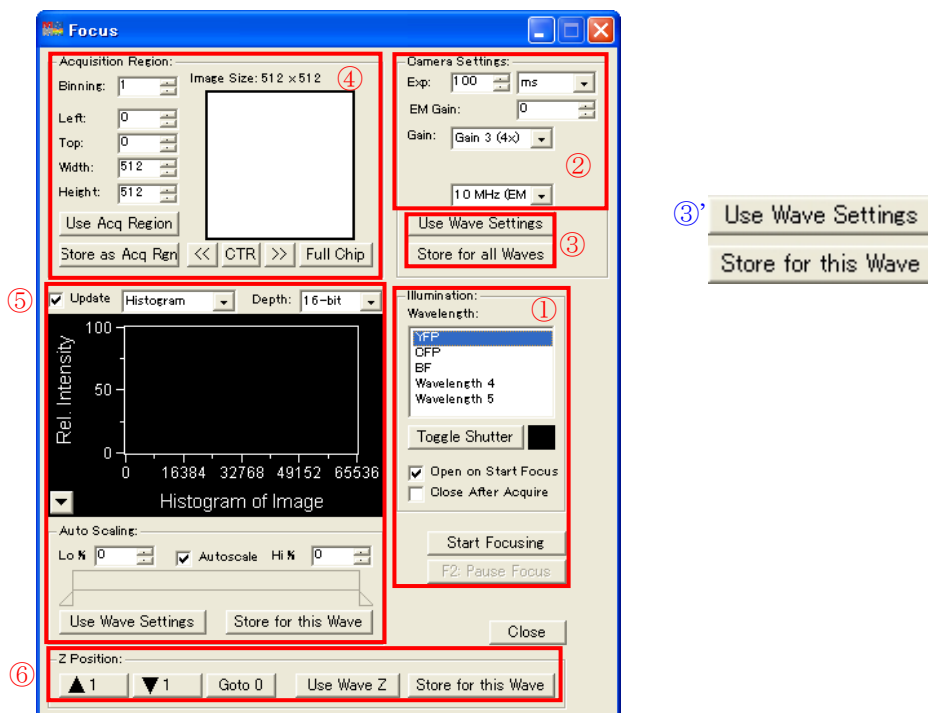 Focus
Acquisition Region:
Binning: 1
Image Size: 512 × 512
④
Left: 0
Top: 0
Width: 512
Height: 512
Use Acq Region
Store as Acq Rgn
<< CTR >> Full Chip
Camera Settings:
Exp: 100 ms
EM Gain: 0
Gain: Gain 3 (4x)
②
10 MHz (EM
Use Wave Settings
③
Store for all Waves
③’ Use Wave Settings
Store for this Wave
⑤ Update Histogram Depth: 16-bit
Rel. Intensity
100
50
0
0 16384 32768 49152 65536
Histogram of Image
Auto Scaling:
Lo % 0 Autoscale Hi % 0
Use Wave Settings Store for this Wave
Illumination:
①
Wavelength:
YFP
CFP
BF
Wavelength 4
Wavelength 5
Toggle Shutter
Open on Start Focus
Close After Acquire
Start Focusing
F2: Pause Focus
Close
Z Position:
⑥ ▲ 1 ▼ 1 Goto 0 Use Wave Z Store for this Wave